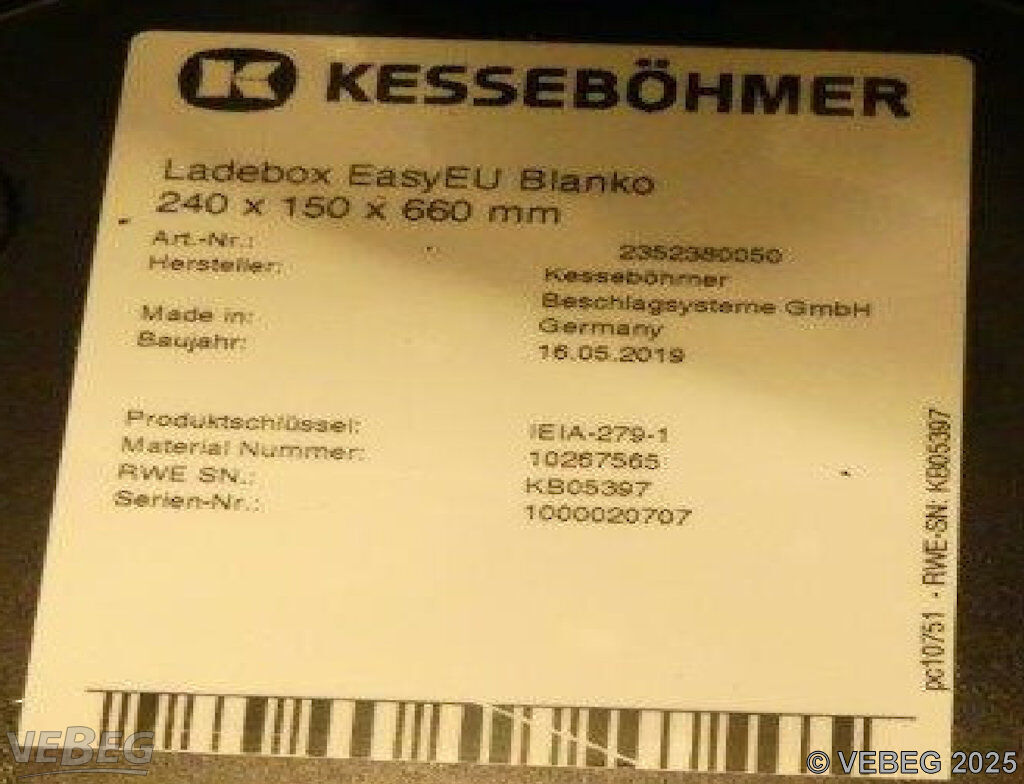 KESSEBÖHMER
Ladebox EasyEU Blanko
240 x 150 x 660 mm
Art.-Nr.: 2352380050
Hersteller: Kesseböhmer
Beschlagsysteme GmbH
Made in: Germany
Baujahr: 16.05.2019
Produktschlüssel: IEIA-279-1
Material Nummer: 10267565
RWE SN.: KB05397
Serien-Nr.: 1000020707
pc10751 - RWE-SN: KB05397
VEBEG
© VEBEG 2025